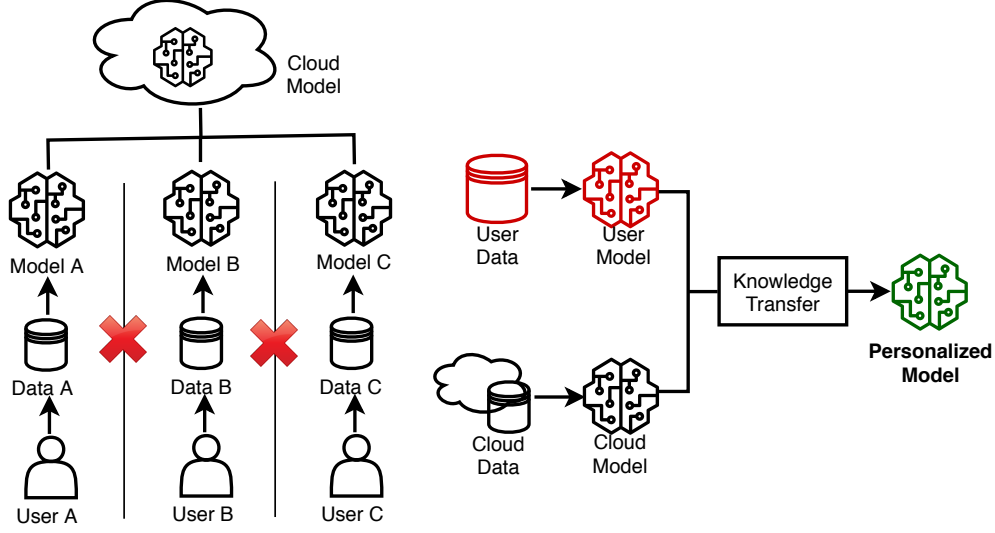 Cloud
Model
Model A
Model B
Model C
Data A
Data B
Data C
User A
User B
User C
User
Data
User
Model
Cloud
Data
Cloud
Model
Knowledge
Transfer
Personalized
Model